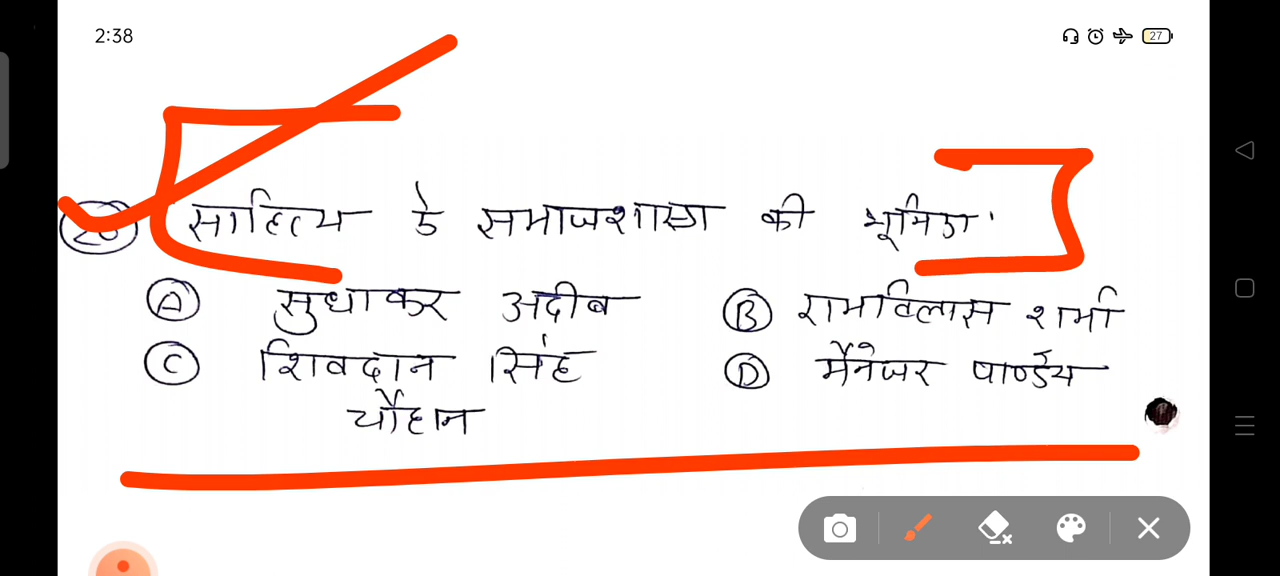 2:38
27
20 साहित्य के समाजशास्त्र की भूमिका
A सुधाकर अदीब B रामविलास शर्मा
C शिवदान सिंह D मैनेजर पाण्डेय
चौहान